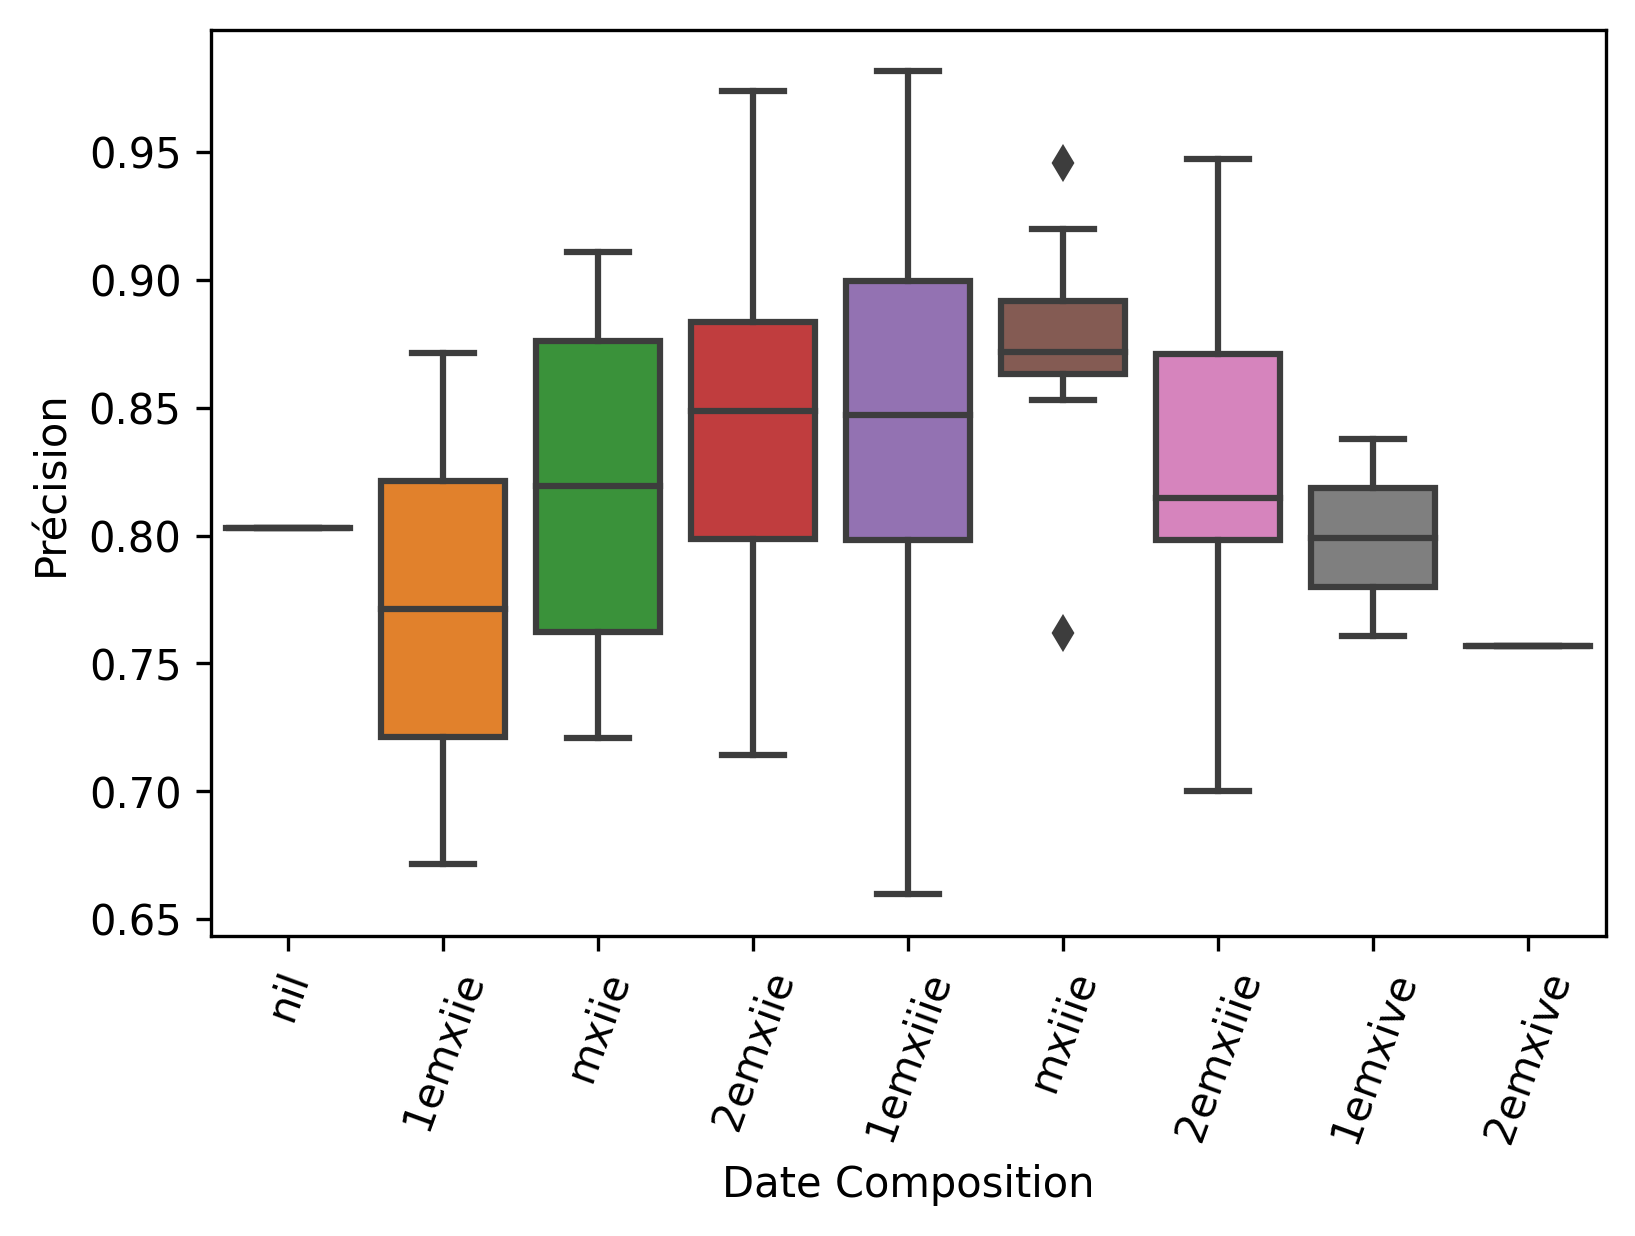 Précision
0.95
0.90
0.85
0.80
0.75
0.70
0.65
nil
1emxiie
mxiie
2emxiie
1emxiiie
mxiiie
2emxiiie
1emxive
2emxive
Date Composition